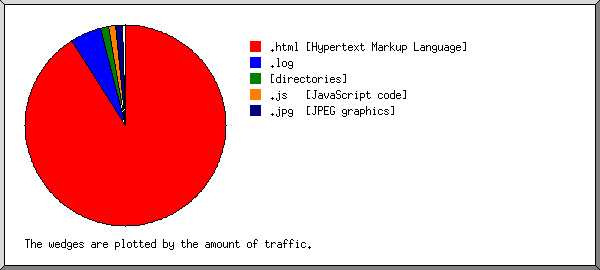 .html [Hypertext Markup Language]
.log
[directories]
.js [JavaScript code]
.jpg [JPEG graphics]
The wedges are plotted by the amount of traffic.